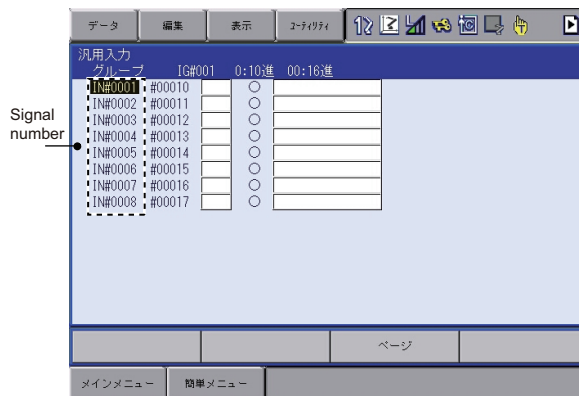 データ 編集 表示 ﾕｰﾃｨﾘﾃｨ
汎用入力
グループ IG#001 0:10進 00:16進
IN#0001 #00010
IN#0002 #00011
IN#0003 #00012
IN#0004 #00013
IN#0005 #00014
IN#0006 #00015
IN#0007 #00016
IN#0008 #00017
Signal
number
ページ
メインメニュー 簡単メニュー